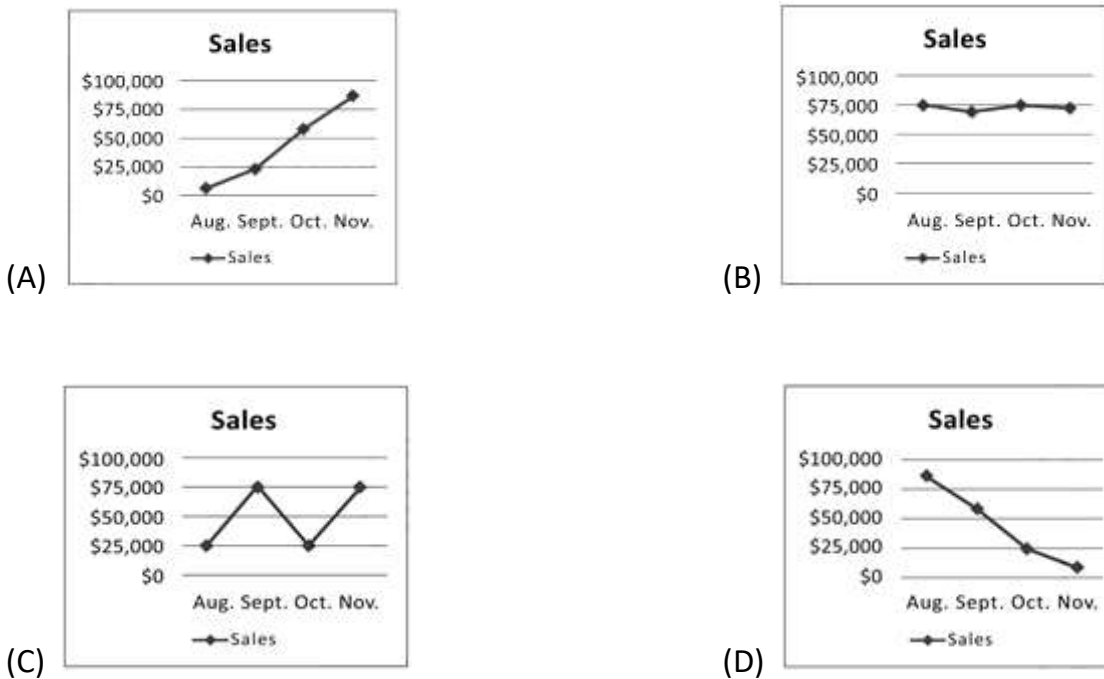 Sales
$100,000
$75,000
$50,000
$25,000
$0
Aug. Sept. Oct. Nov.
Sales
(A)
Sales
$100,000
$75,000
$50,000
$25,000
$0
Aug. Sept. Oct. Nov.
Sales
(B)
Sales
$100,000
$75,000
$50,000
$25,000
$0
Aug. Sept. Oct. Nov.
Sales
(C)
Sales
$100,000
$75,000
$50,000
$25,000
$0
Aug. Sept. Oct. Nov.
Sales
(D)